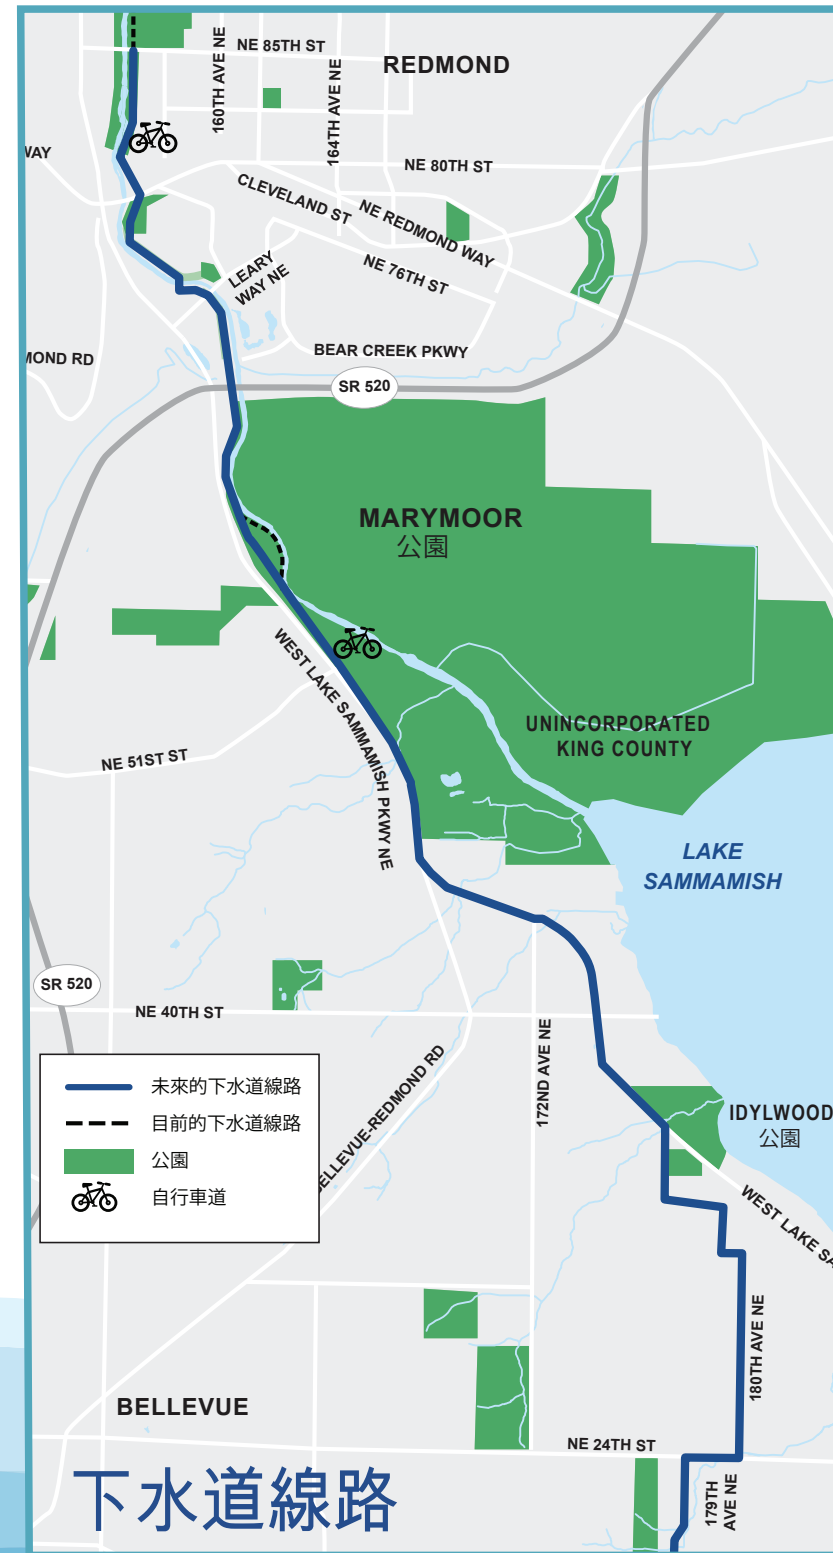 NE 85TH ST
REDMOND
160TH AVE NE
164TH AVE NE
WAY
NE 80TH ST
CLEVELAND ST
NE REDMOND WAY
LEARY
WAY NE
NE 76TH ST
MOND RD
BEAR CREEK PKWY
SR 520
MARYMOOR
公園
WEST LAKE SAMMAMISH PKWY NE
UNINCORPORATED
KING COUNTY
NE 51ST ST
LAKE
SAMMAMISH
SR 520
NE 40TH ST
172ND AVE NE
BELLEVUE-REDMOND RD
未來的下水道線路
目前的下水道線路
公園
自行車道
IDYLWOOD
公園
WEST LAKE SA
180TH AVE NE
BELLEVUE
NE 24TH ST
179TH
AVE NE
下水道線路